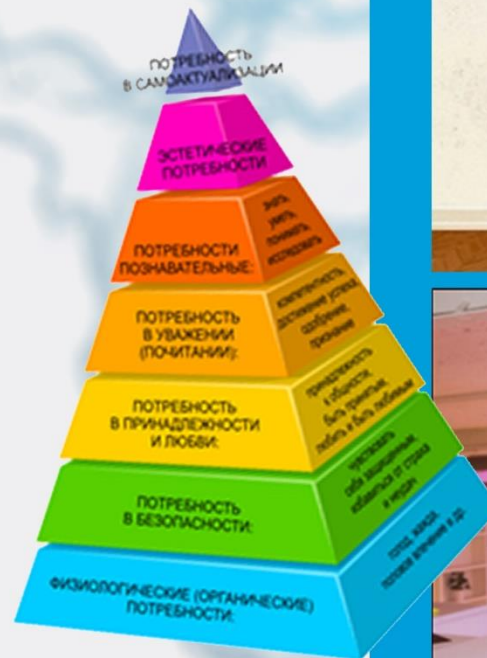 ПОТРЕБНОСТЬ
В САМОАКТУАЛИЗАЦИИ
ЭСТЕТИЧЕСКИЕ
ПОТРЕБНОСТИ
ПОТРЕБНОСТИ
ПОЗНАВАТЕЛЬНЫЕ:
знать,
уметь,
понимать,
исследовать
ПОТРЕБНОСТЬ
В УВАЖЕНИИ
(ПОЧИТАНИИ):
компетентность,
достижение успеха,
одобрение,
признание
ПОТРЕБНОСТЬ
В ПРИНАДЛЕЖНОСТИ
И ЛЮБВИ:
принадлежность
к общности,
быть принятым,
любить и быть любимым
ПОТРЕБНОСТЬ
В БЕЗОПАСНОСТИ:
чувствовать
себя защищенным,
избавиться от страха
и неудач
ФИЗИОЛОГИЧЕСКИЕ (ОРГАНИЧЕСКИЕ)
ПОТРЕБНОСТИ:
голод, жажда,
половое влечение и др.